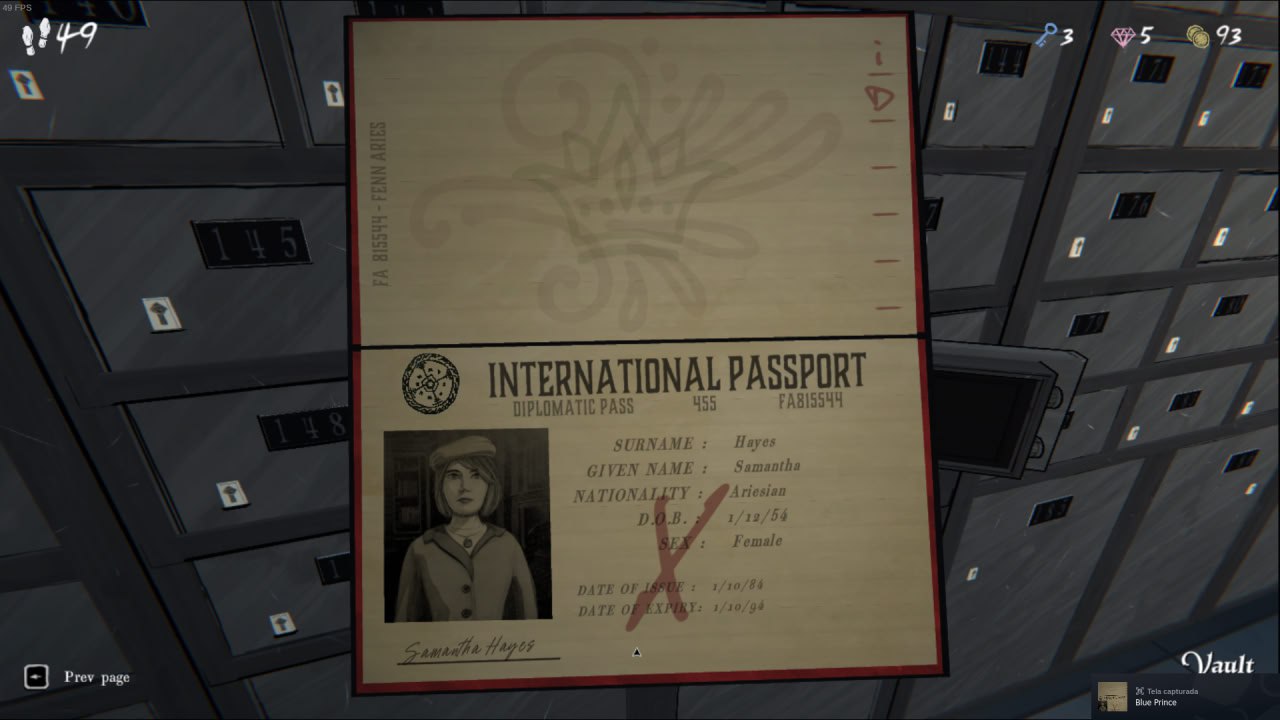 49 FPS
49
3
5
93
145
148
FA 815544 - FENN ARIES
INTERNATIONAL PASSPORT
DIPLOMATIC PASS 455 FA815544
SURNAME : Hayes
GIVEN NAME : Samantha
NATIONALITY : Ariesian
D.O.B. : 1/12/54
SEX : Female
DATE OF ISSUE : 1/10/84
DATE OF EXPIRY: 1/10/94
Samantha Hayes
Prev page
Vault
Tela capturada
Blue Prince